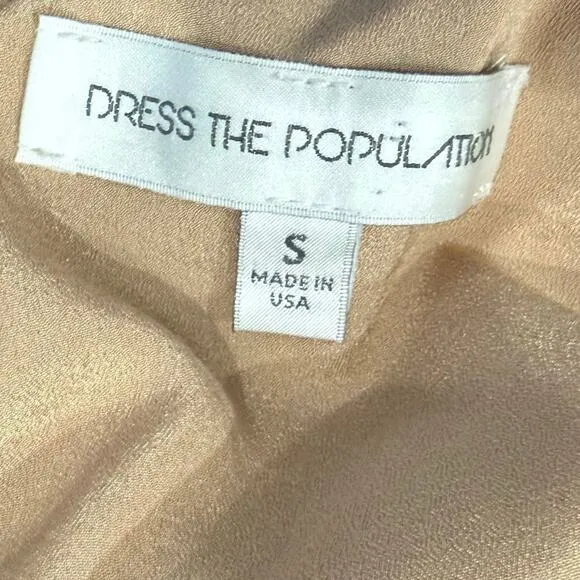 DRESS THE POPULATION
S
MADE IN
USA